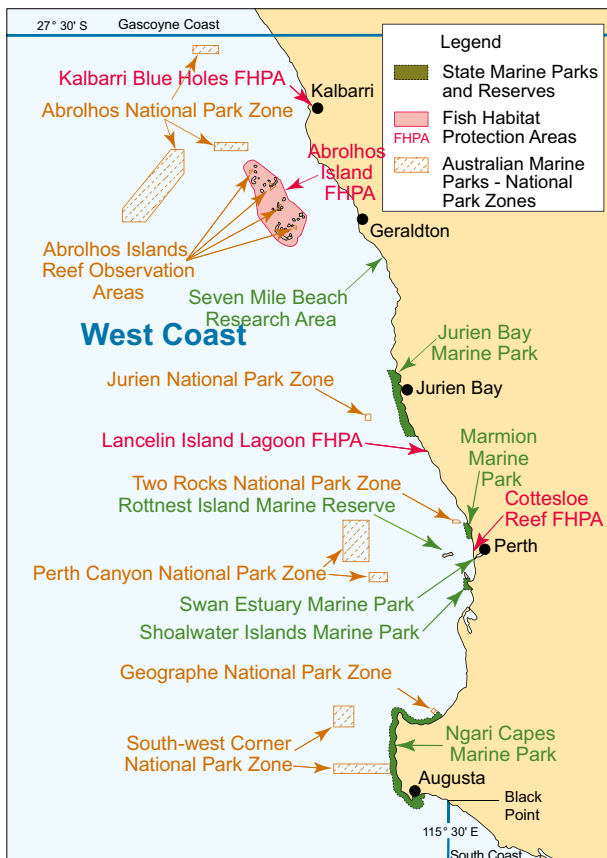 27° 30' S
Gascoyne Coast
Legend
State Marine Parks
and Reserves
FHPA
Fish Habitat
Protection Areas
Australian Marine
Parks - National
Park Zones
Kalbarri Blue Holes FHPA
Kalbarri
Abrolhos National Park Zone
Abrolhos
Island
FHPA
Geraldton
Abrolhos Islands
Reef Observation
Areas
Seven Mile Beach
Research Area
West Coast
Jurien Bay
Marine Park
Jurien National Park Zone
Jurien Bay
Lancelin Island Lagoon FHPA
Marmion
Marine
Park
Two Rocks National Park Zone
Rottnest Island Marine Reserve
Cottesloe
Reef FHPA
Perth
Perth Canyon National Park Zone
Swan Estuary Marine Park
Shoalwater Islands Marine Park
Geographe National Park Zone
South-west Corner
National Park Zone
Ngari Capes
Marine Park
Augusta
Black
Point
115° 30' E
South Coast